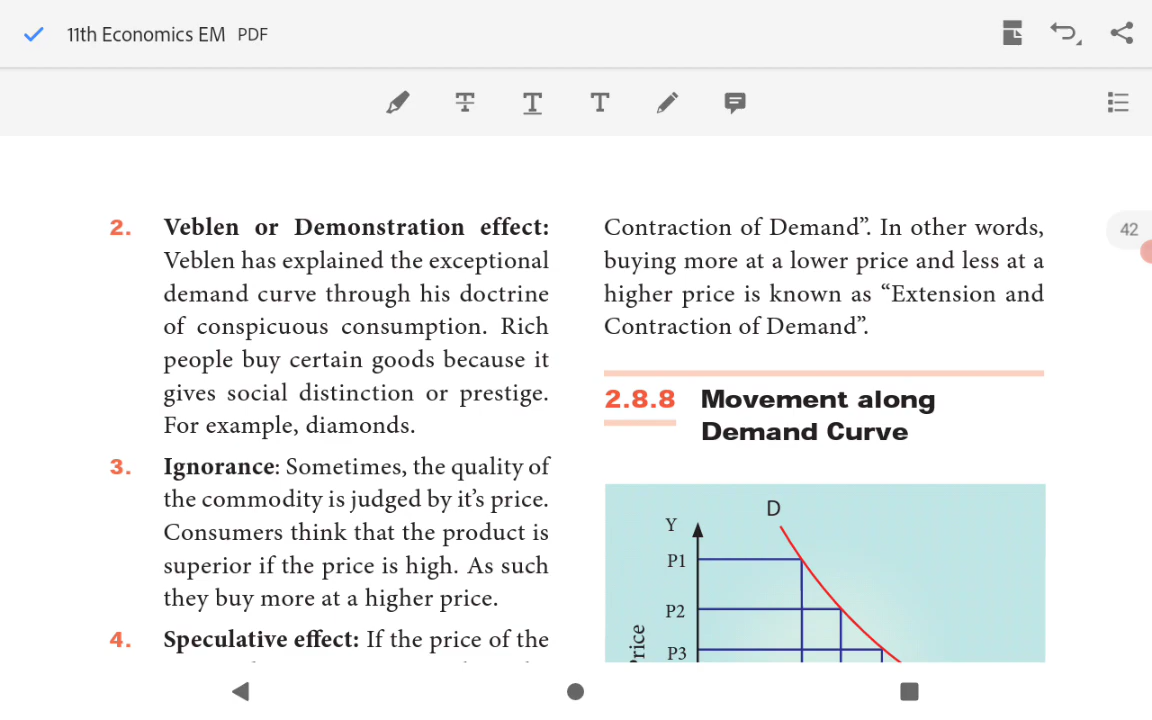 11th Economics EM PDF
42
2. Veblen or Demonstration effect:
Veblen has explained the exceptional
demand curve through his doctrine
of conspicuous consumption. Rich
people buy certain goods because it
gives social distinction or prestige.
For example, diamonds.
3. Ignorance: Sometimes, the quality of
the commodity is judged by it's price.
Consumers think that the product is
superior if the price is high. As such
they buy more at a higher price.
4. Speculative effect: If the price of the
Contraction of Demand”. In other words,
buying more at a lower price and less at a
higher price is known as “Extension and
Contraction of Demand”.
2.8.8 Movement along
Demand Curve
D
Y
P1
P2
P3